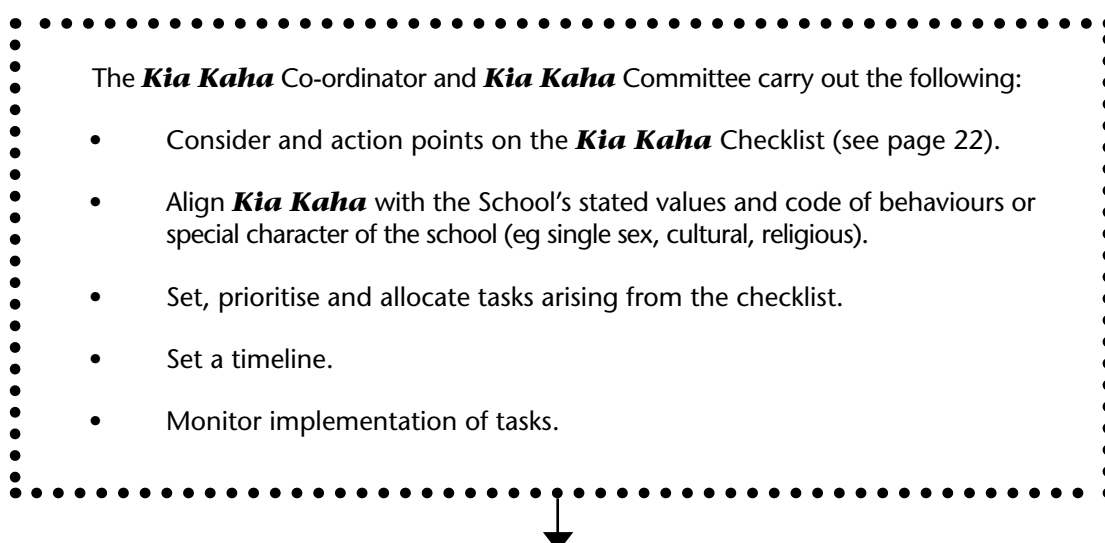 The Kia Kaha Co-ordinator and Kia Kaha Committee carry out the following:
• Consider and action points on the Kia Kaha Checklist (see page 22).
• Align Kia Kaha with the School’s stated values and code of behaviours or
special character of the school (eg single sex, cultural, religious).
• Set, prioritise and allocate tasks arising from the checklist.
• Set a timeline.
• Monitor implementation of tasks.